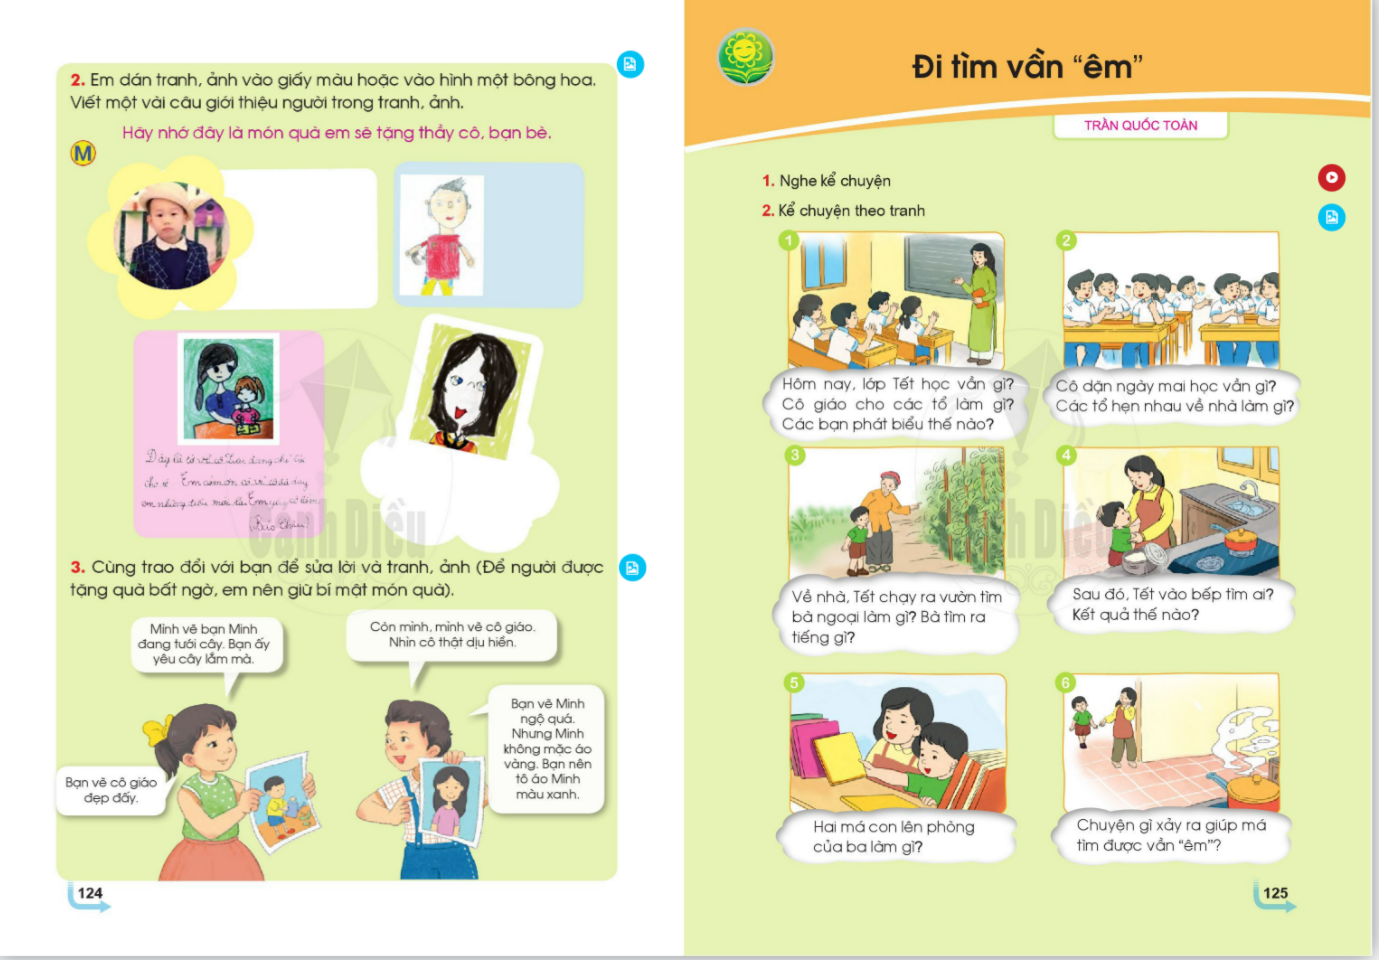 2. Em dán tranh, ảnh vào giấy màu hoặc vào hình một bông hoa.
Viết một vài câu giới thiệu người trong tranh, ảnh.
Hãy nhớ đây là món quà em sẽ tặng thầy cô, bạn bè.
M
Đây là
Em cảm ơn cô vì cô đã dạy
em những
Bảo Châu
3. Cùng trao đổi với bạn để sửa lời và tranh, ảnh (Để người được
tặng quà bất ngờ, em nên giữ bí mật món quà).
Mình vẽ bạn Minh
đang tưới cây. Bạn ấy
yêu cây lắm mà.
Còn mình, mình vẽ cô giáo.
Nhìn cô thật dịu hiền.
Bạn vẽ Minh
ngộ quá.
Nhưng Minh
không mặc áo
vàng. Bạn nên
tô áo Minh
màu xanh.
Bạn vẽ cô giáo
đẹp đấy.
124
Cánh Diều
Đi tìm vần “êm”
TRẦN QUỐC TOÀN
1. Nghe kể chuyện
2. Kể chuyện theo tranh
1
Hôm nay, lớp Tết học vần gì?
Cô giáo cho các tổ làm gì?
Các bạn phát biểu thế nào?
2
Cô dặn ngày mai học vần gì?
Các tổ hẹn nhau về nhà làm gì?
3
Về nhà, Tết chạy ra vườn tìm
bà ngoại làm gì? Bà tìm ra
tiếng gì?
4
Sau đó, Tết vào bếp tìm ai?
Kết quả thế nào?
5
Hai má con lên phòng
của ba làm gì?
6
Chuyện gì xảy ra giúp má
tìm được vần “êm”?
125